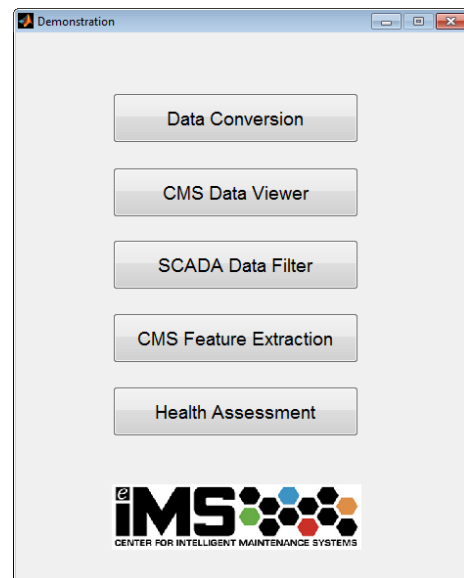 Demonstration
Data Conversion
CMS Data Viewer
SCADA Data Filter
CMS Feature Extraction
Health Assessment
e
iMS
CENTER FOR INTELLIGENT MAINTENANCE SYSTEMS